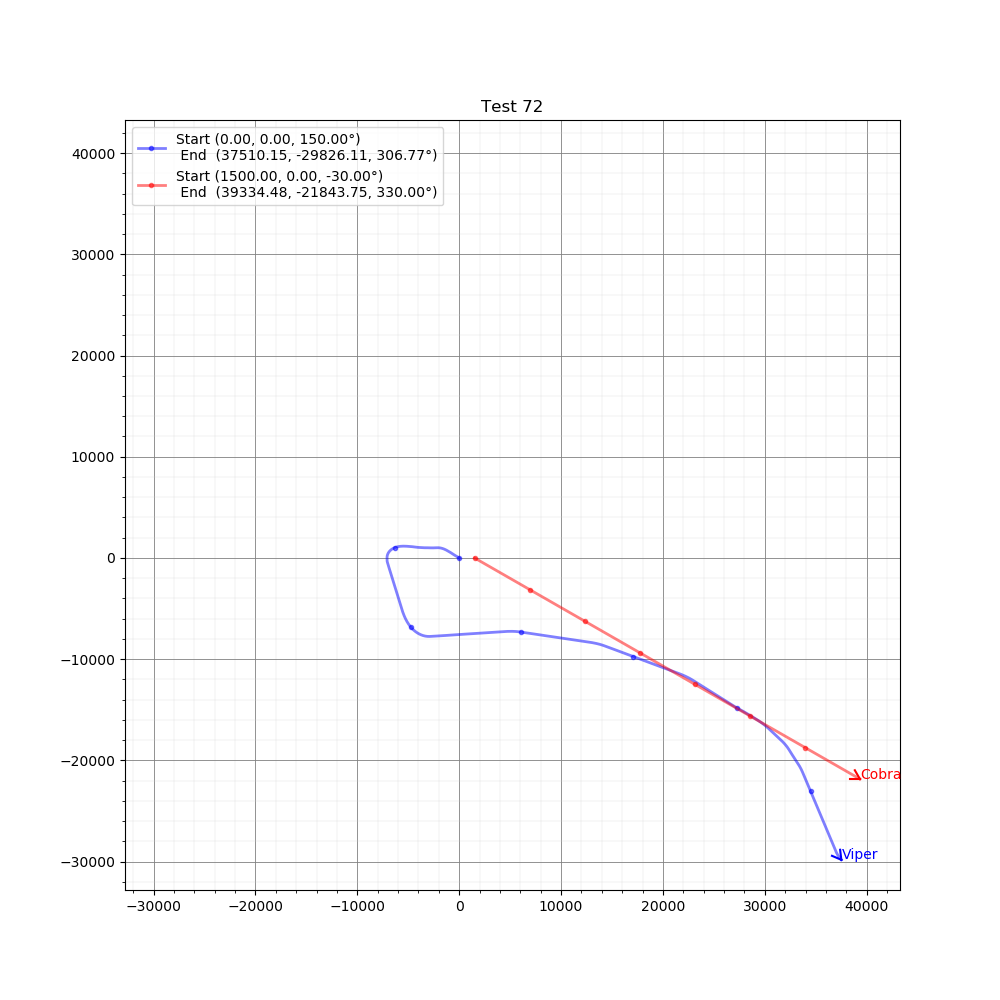 Test 72
Start (0.00, 0.00, 150.00°)
End  (37510.15, -29826.11, 306.77°)
Start (1500.00, 0.00, -30.00°)
End  (39334.48, -21843.75, 330.00°)
40000
30000
20000
10000
0
−10000
−20000
−30000
Cobra
Viper
−30000 −20000 −10000 0 10000 20000 30000 40000